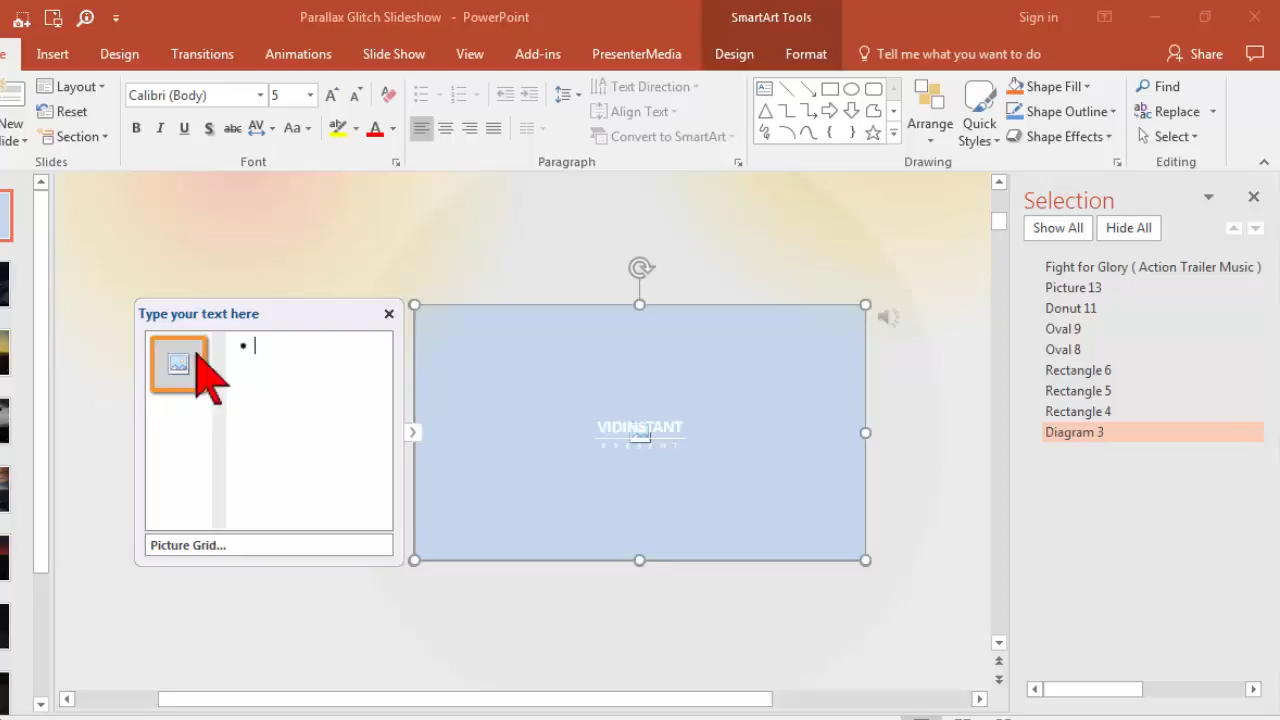 Parallax Glitch Slideshow - PowerPoint
SmartArt Tools
Sign in
Insert
Design
Transitions
Animations
Slide Show
View
Add-ins
PresenterMedia
Design
Format
Tell me what you want to do
Share
New
Layout
Reset
Section
Slides
Calibri (Body)
5
B I U S abc AV Aa
A
Font
Text Direction
Align Text
Convert to SmartArt
Paragraph
Arrange
Quick
Styles
Shape Fill
Shape Outline
Shape Effects
Drawing
Find
Replace
Select
Editing
Type your text here
Picture Grid...
VIDINSTANT
Selection
Show All
Hide All
Fight for Glory ( Action Trailer Music )
Picture 13
Donut 11
Oval 9
Oval 8
Rectangle 6
Rectangle 5
Rectangle 4
Diagram 3